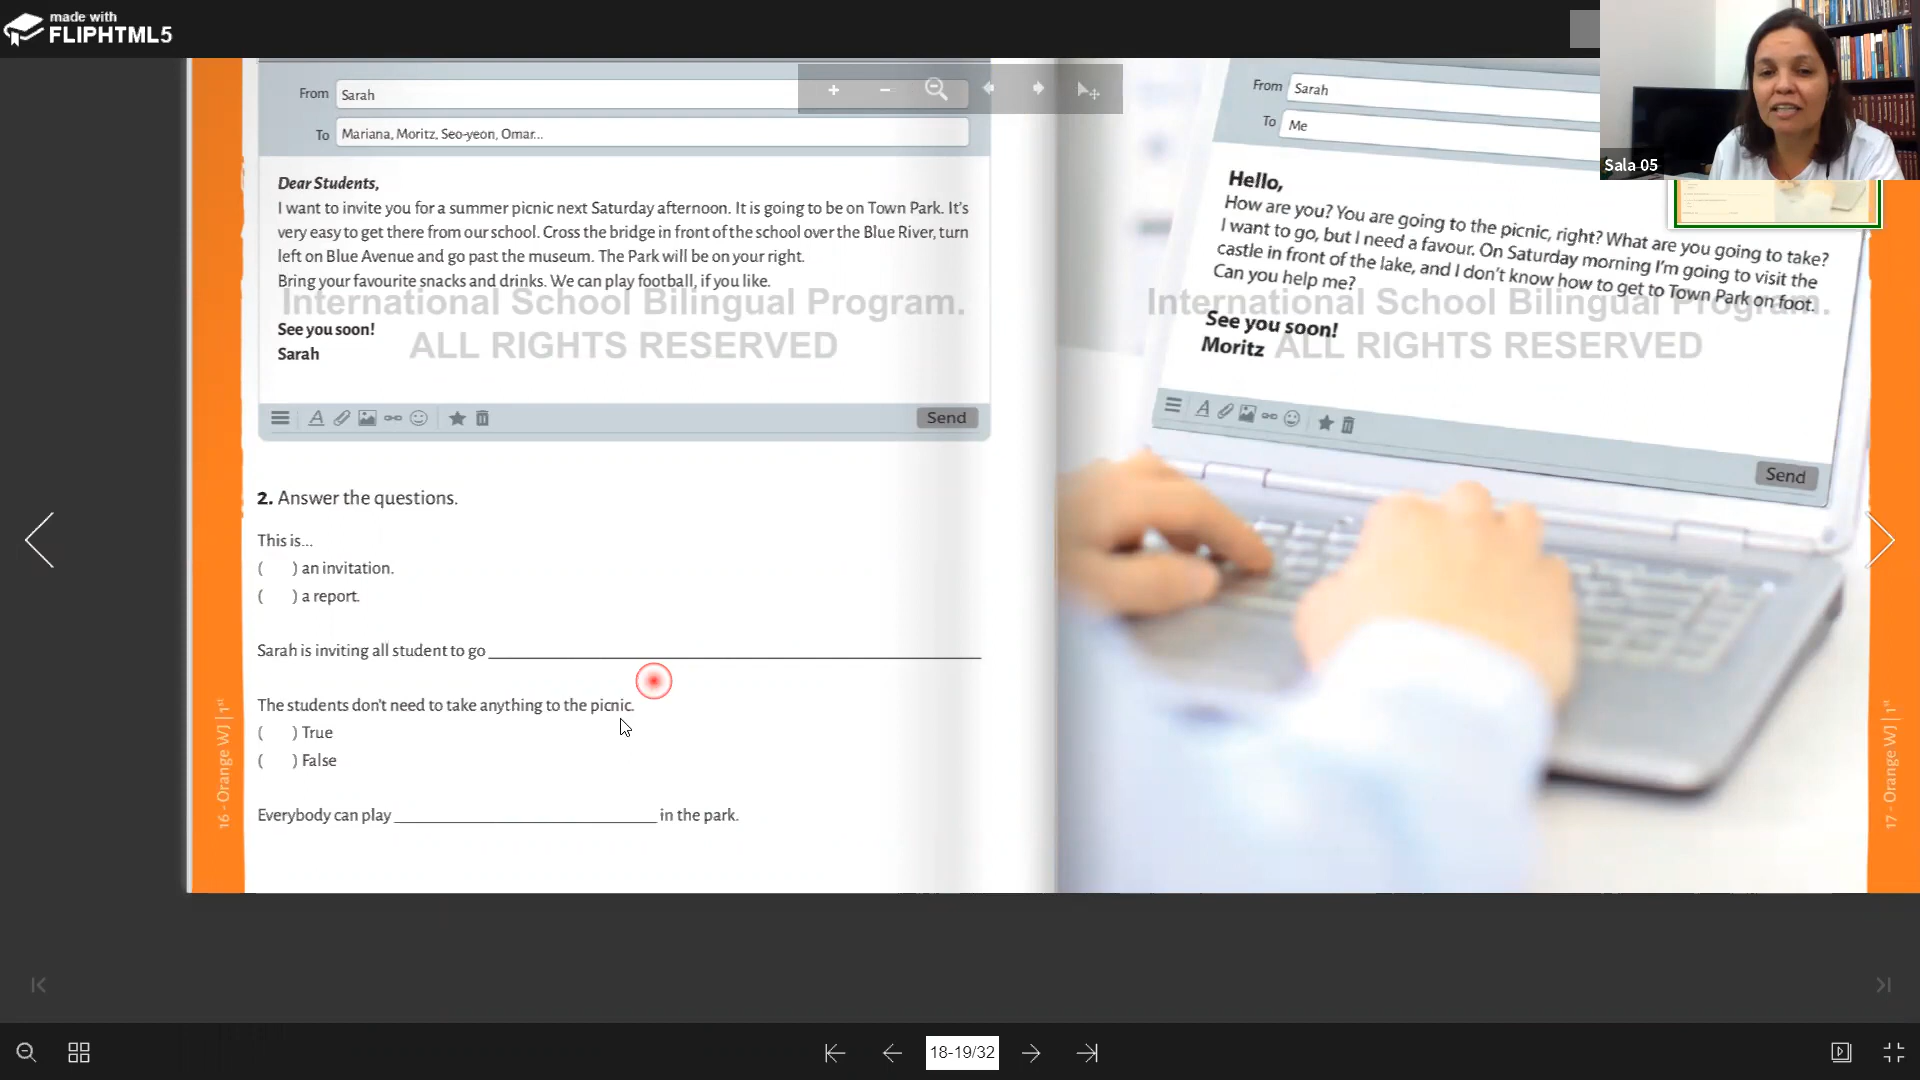 made with
FLIPHTML5
Sala 05
From Sarah
To Mariana, Moritz, Seo-yeon, Omar...
Dear Students,
I want to invite you for a summer picnic next Saturday afternoon. It is going to be on Town Park. It's
very easy to get there from our school. Cross the bridge in front of the school over the Blue River, turn
left on Blue Avenue and go past the museum. The Park will be on your right.
Bring your favourite snacks and drinks. We can play football, if you like.
International School Bilingual Program.
ALL RIGHTS RESERVED
See you soon!
Sarah
Send
2. Answer the questions.
This is...
( ) an invitation.
( ) a report.
Sarah is inviting all student to go ____
The students don't need to take anything to the picnic.
( ) True
( ) False
Everybody can play ____ in the park.
16 - Orange WJ | 1st
From Sarah
To Me
Hello,
How are you? You are going to the picnic, right? What are you going to take?
I want to go, but I need a favour. On Saturday morning I'm going to visit the
castle in front of the lake, and I don't know how to get to Town Park on foot.
Can you help me?
International School Bilingual Program.
ALL RIGHTS RESERVED
See you soon!
Moritz
Send
17 - Orange WJ | 1st
18-19/32